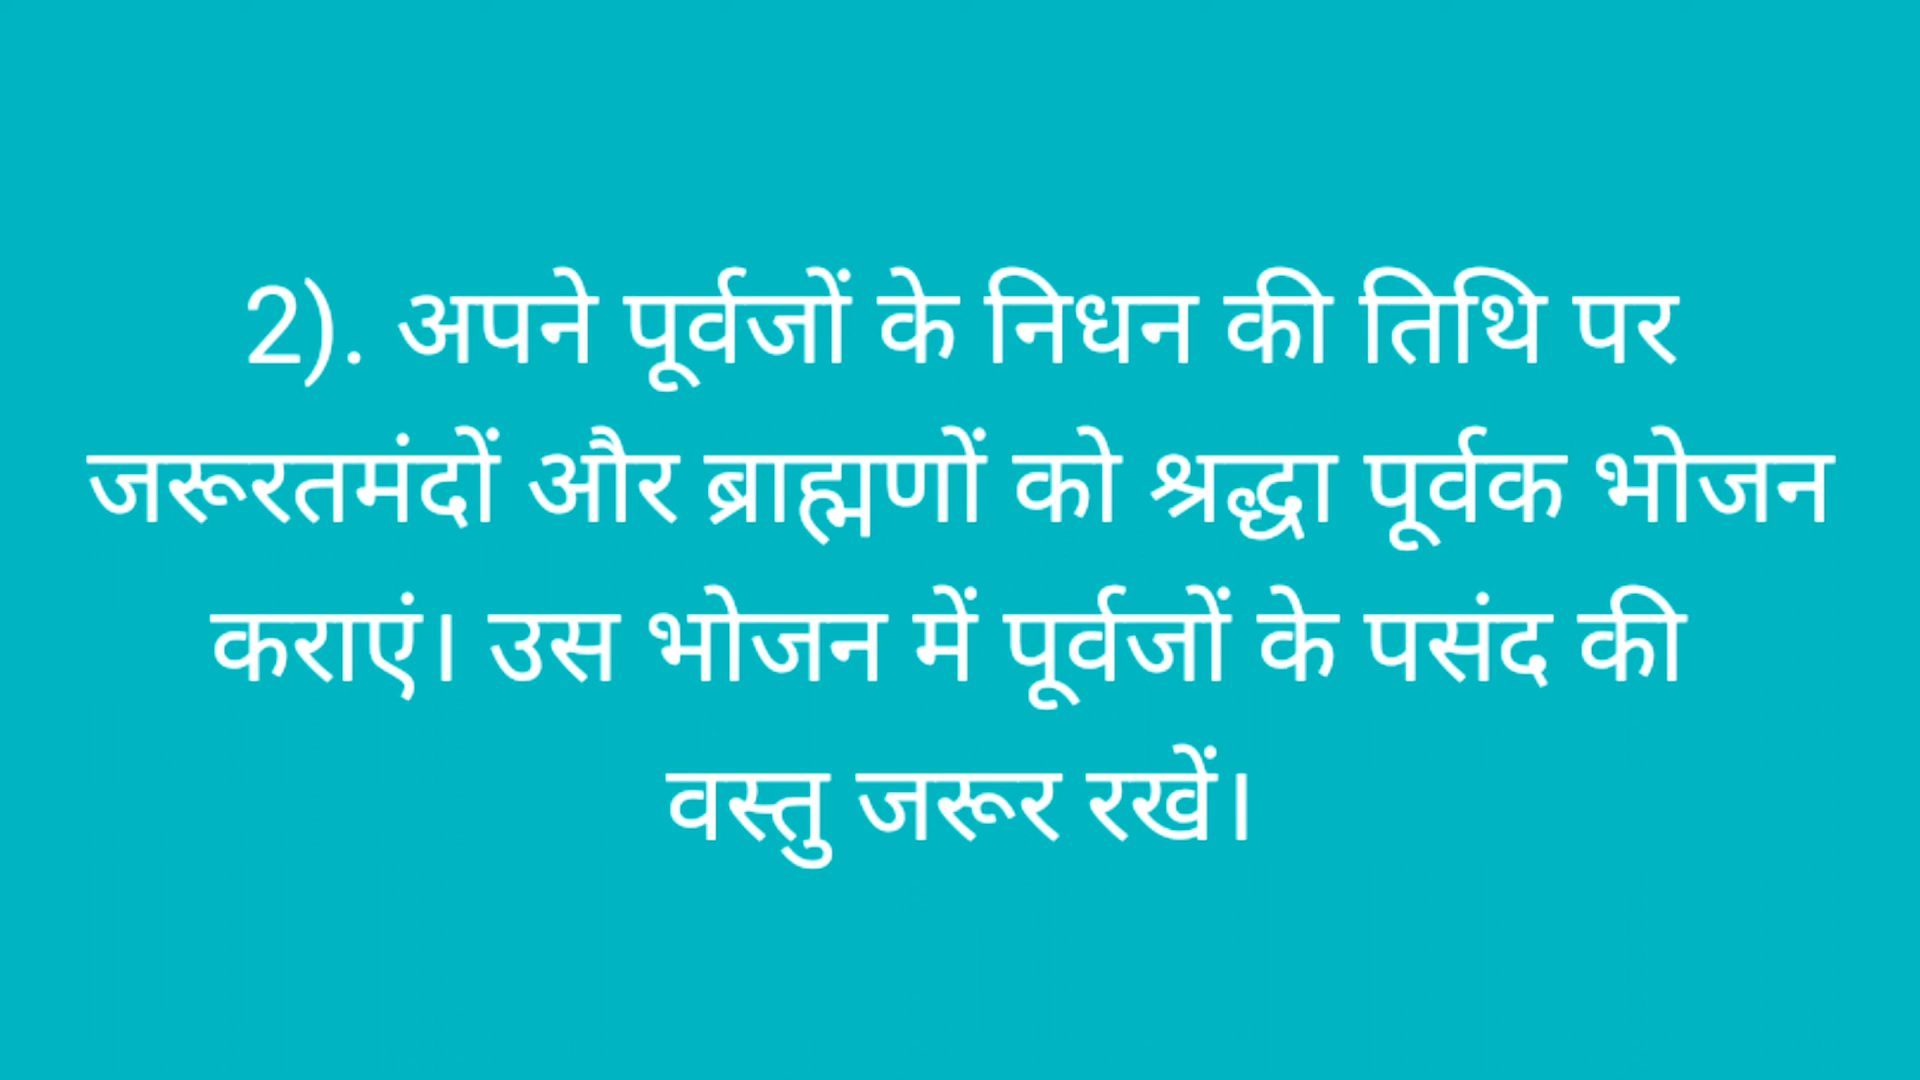 2). अपने पूर्वजों के निधन की तिथि पर
जरूरतमंदों और ब्राह्मणों को श्रद्धा पूर्वक भोजन
कराएं। उस भोजन में पूर्वजों के पसंद की
वस्तु जरूर रखें।